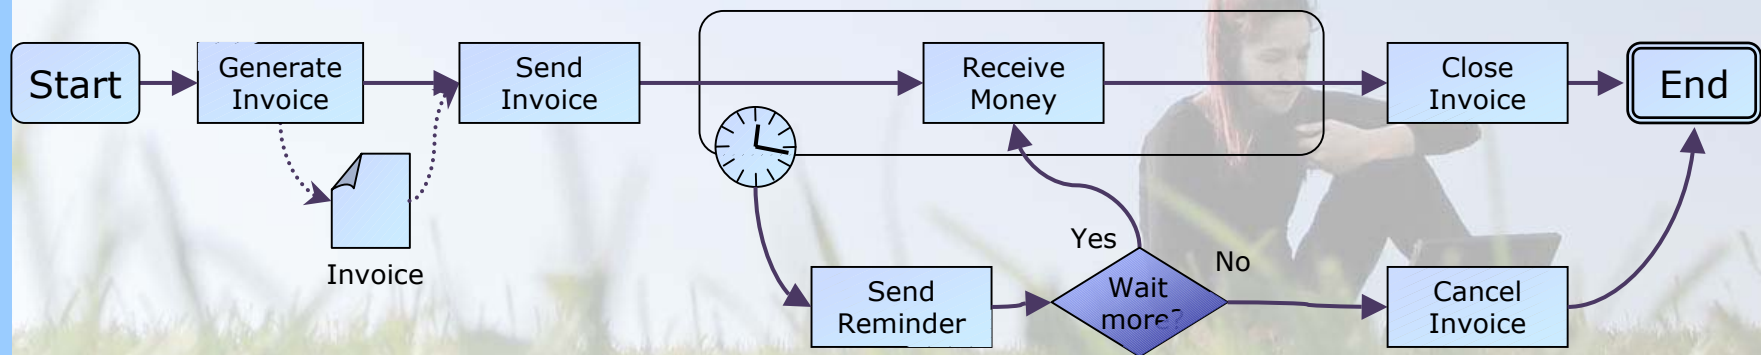 Start
Generate
Invoice
Send
Invoice
Receive
Money
Close
Invoice
End
Invoice
Send
Reminder
Yes
Wait
more?
No
Cancel
Invoice